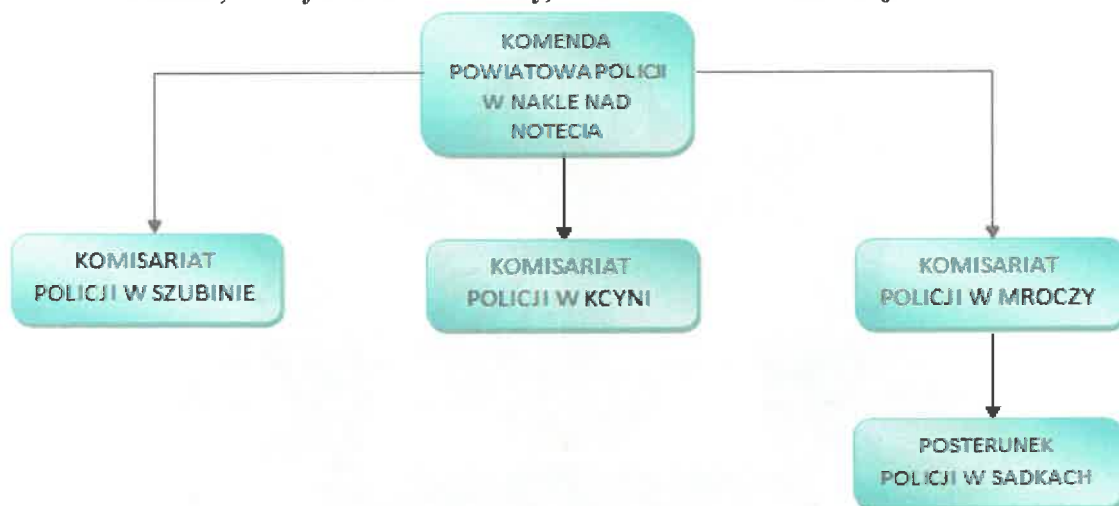 KOMENDA
POWIATOWA POLICJI
W NAKLE NAD
NOTECIA
KOMISARIAT
POLICJI W SZUBINIE
KOMISARIAT
POLICJI W KCYNI
KOMISARIAT
POLICJI W MROCZY
POSTERUNEK
POLICJI W SADKACH